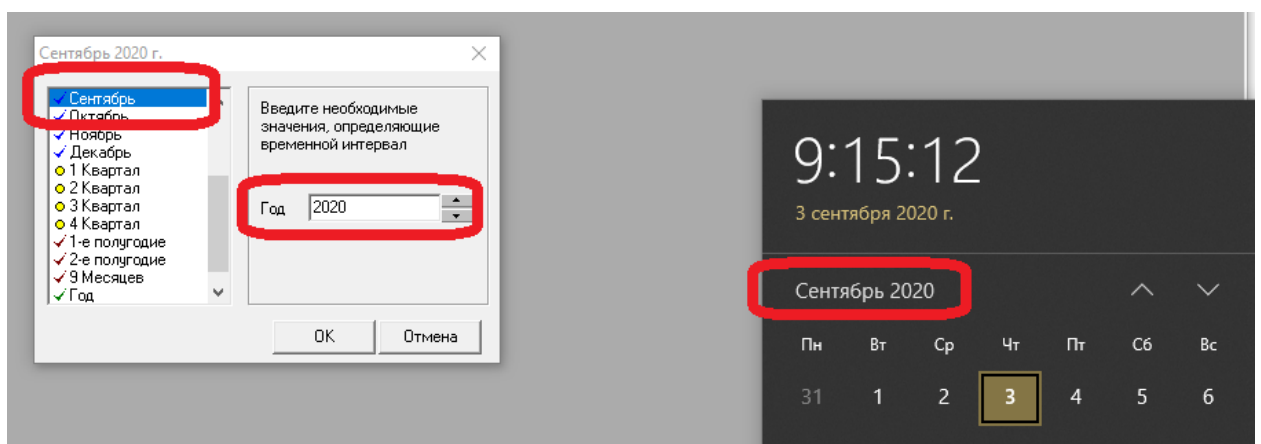 Сентябрь 2020 г.
Сентябрь
Октябрь
Ноябрь
Декабрь
1 Квартал
2 Квартал
3 Квартал
4 Квартал
1-е полугодие
2-е полугодие
9 Месяцев
Год
Введите необходимые
значения, определяющие
временной интервал
Год 2020
OK Отмена
9:15:12
3 сентября 2020 г.
Сентябрь 2020
Пн Вт Ср Чт Пт Сб Вс
31 1 2 3 4 5 6